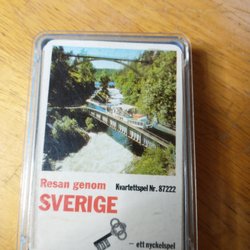 Resan genom Kvartettspel Nr. 87222
SVERIGE
– ett nyckelspel